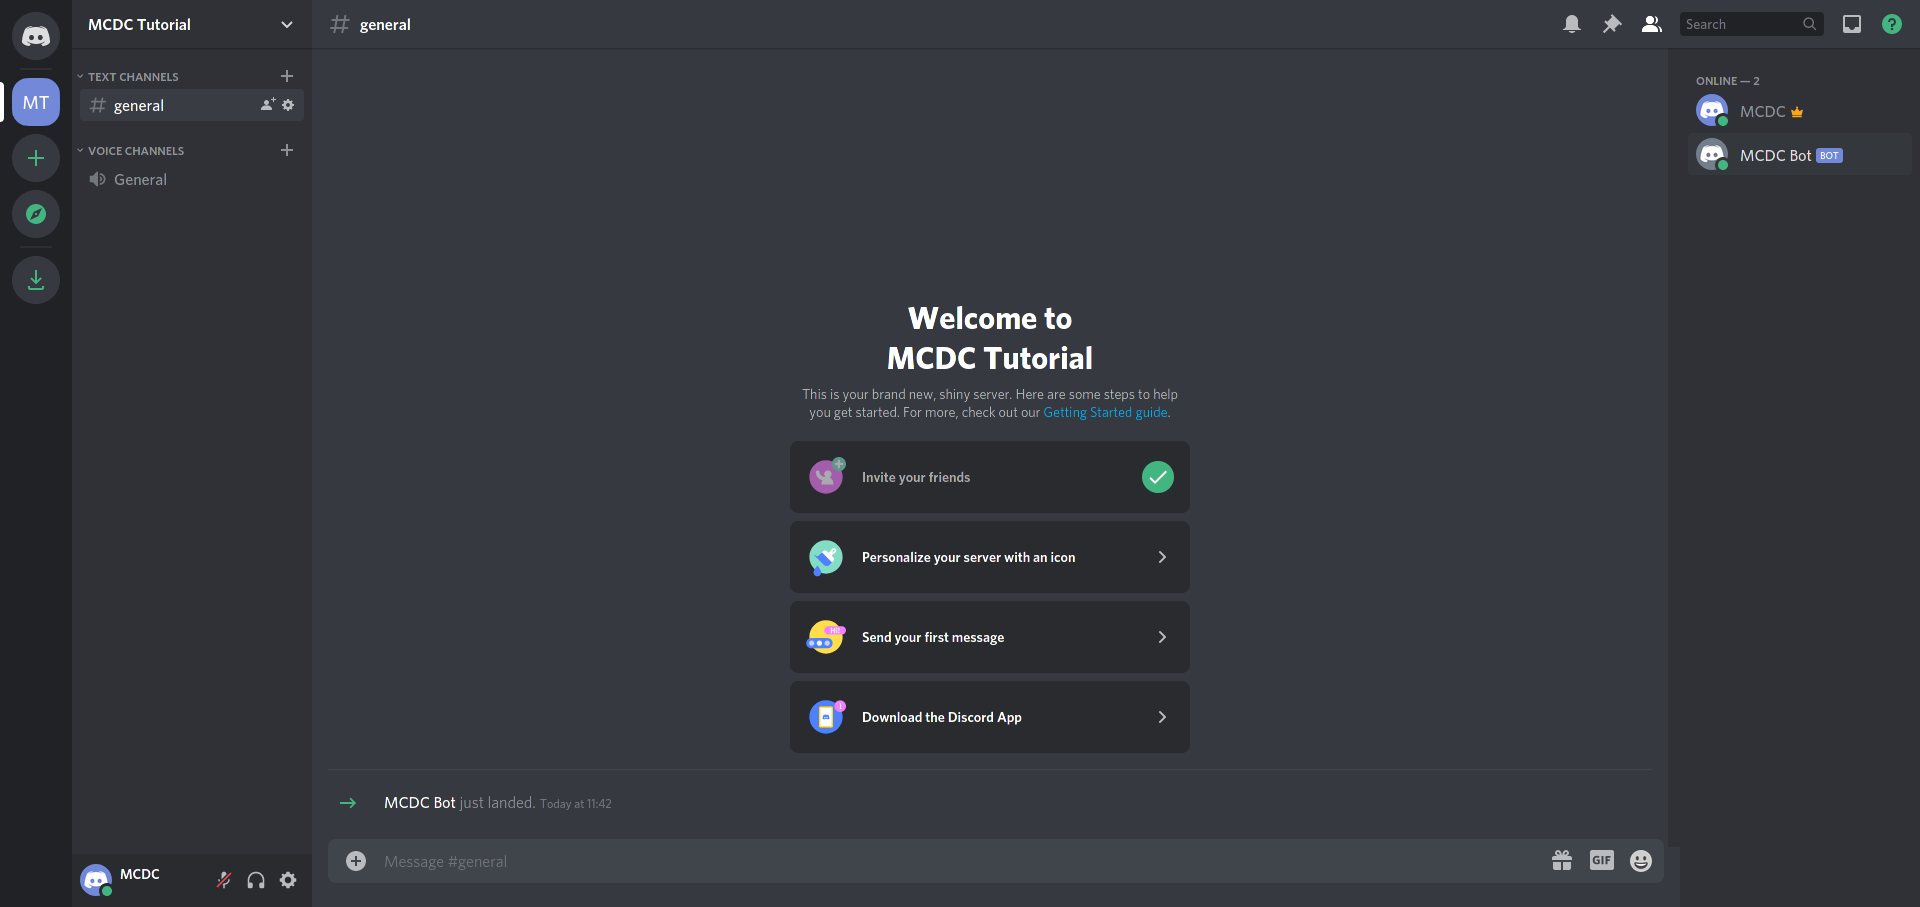 MCDC Tutorial
general
Search
?
MT
TEXT CHANNELS
general
VOICE CHANNELS
General
Welcome to
MCDC Tutorial
This is your brand new, shiny server. Here are some steps to help
you get started. For more, check out our Getting Started guide.
Invite your friends
Personalize your server with an icon
Hi!
Send your first message
Download the Discord App
MCDC Bot just landed. Today at 11:42
Message #general
GIF
MCDC
ONLINE — 2
MCDC
MCDC Bot BOT